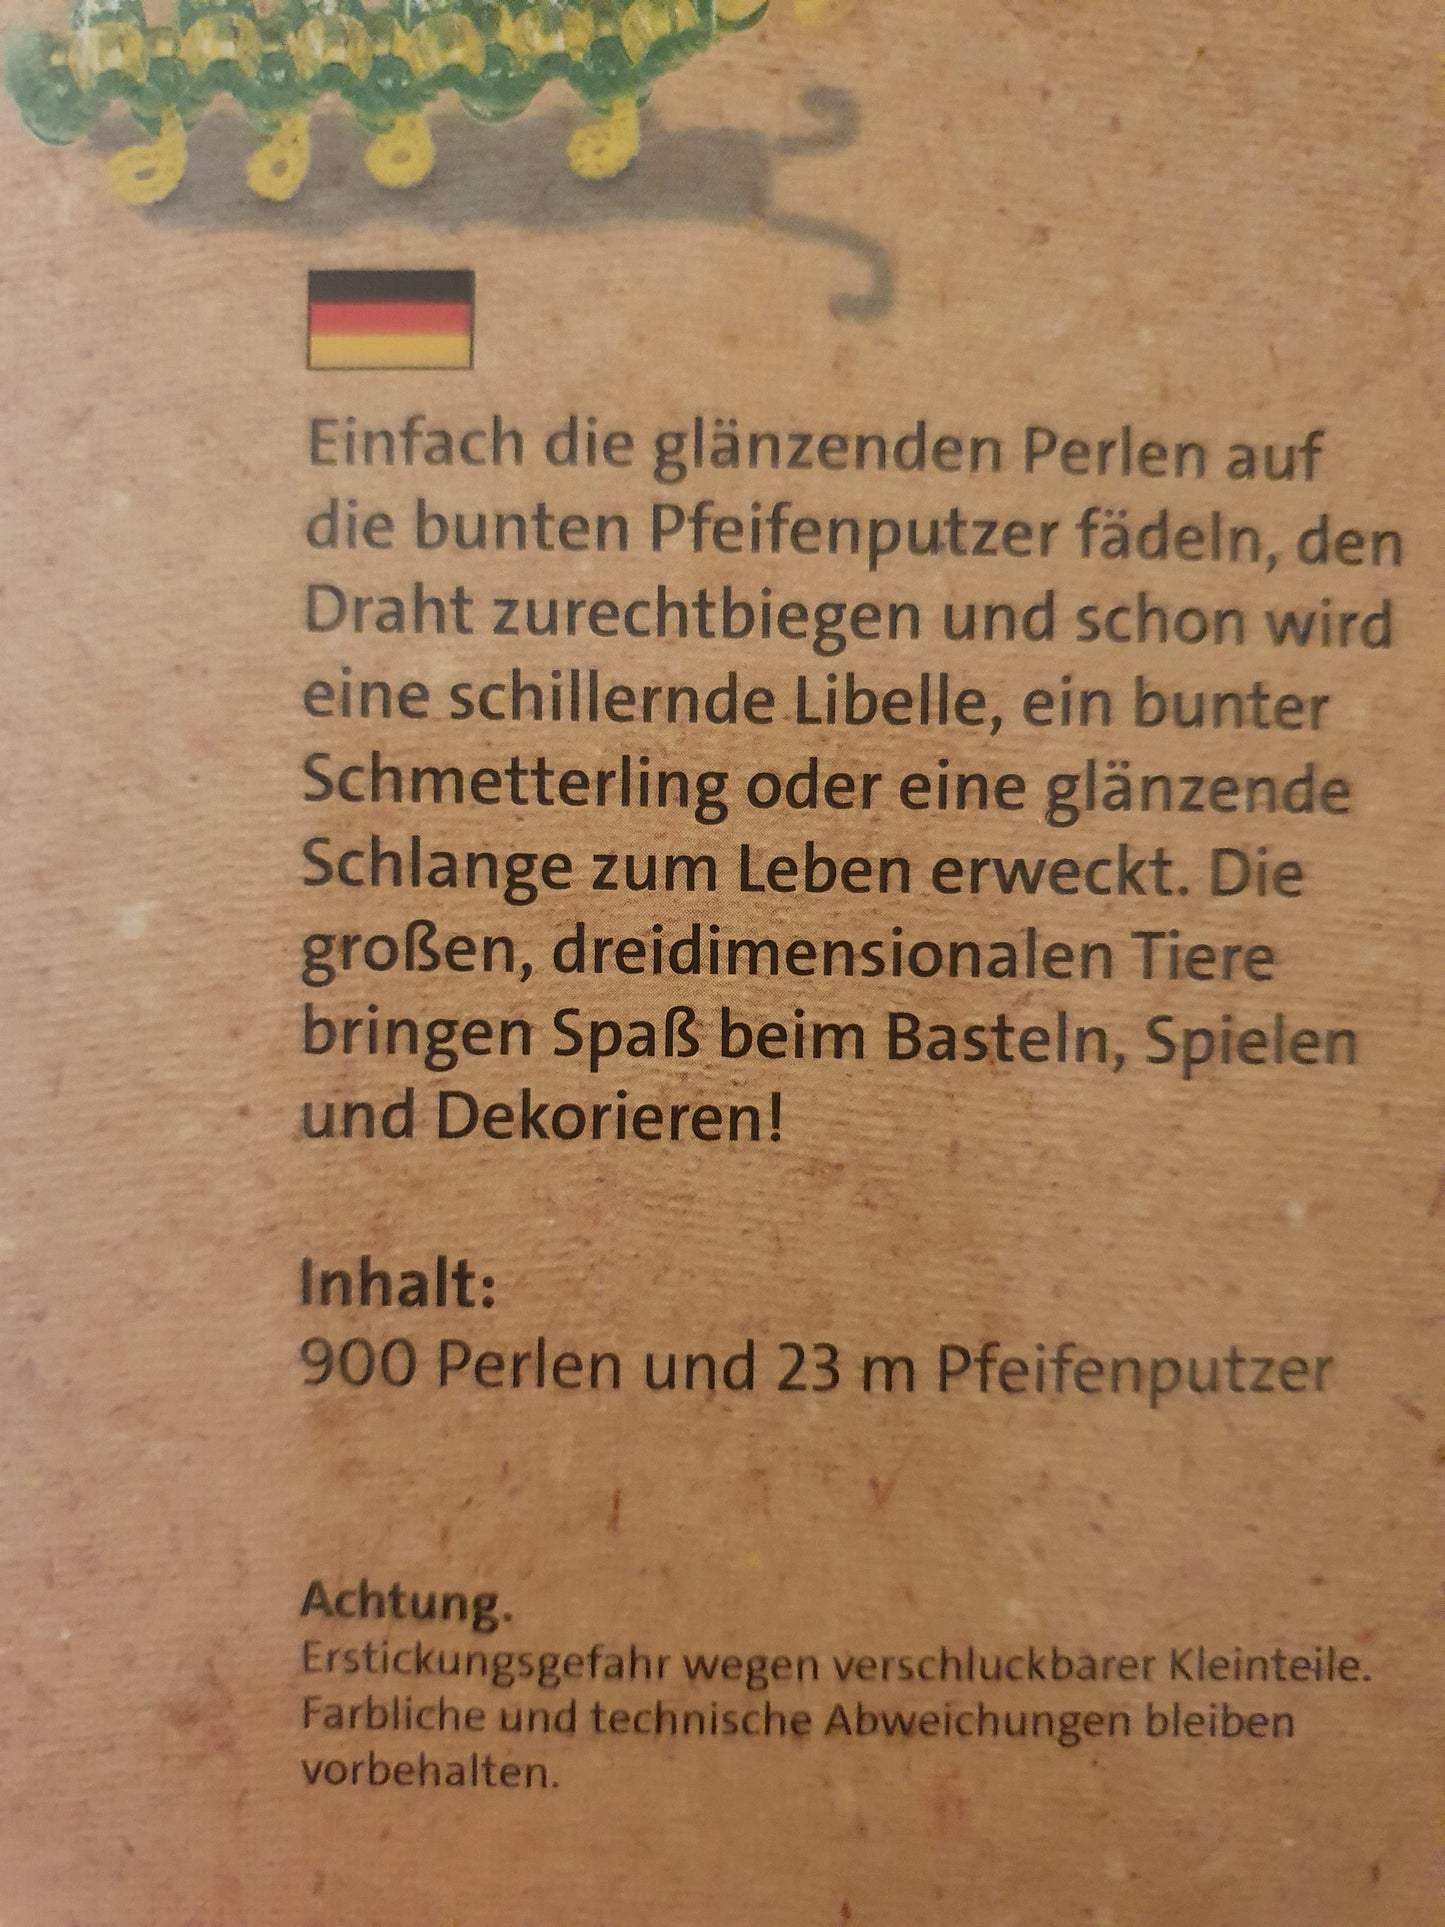 Einfach die glänzenden Perlen auf
die bunten Pfeifenputzer fädeln, den
Draht zurechtbiegen und schon wird
eine schillernde Libelle, ein bunter
Schmetterling oder eine glänzende
Schlange zum Leben erweckt. Die
großen, dreidimensionalen Tiere
bringen Spaß beim Basteln, Spielen
und Dekorieren!
Inhalt:
900 Perlen und 23 m Pfeifenputzer
Achtung.
Erstickungsgefahr wegen verschluckbarer Kleinteile.
Farbliche und technische Abweichungen bleiben
vorbehalten.